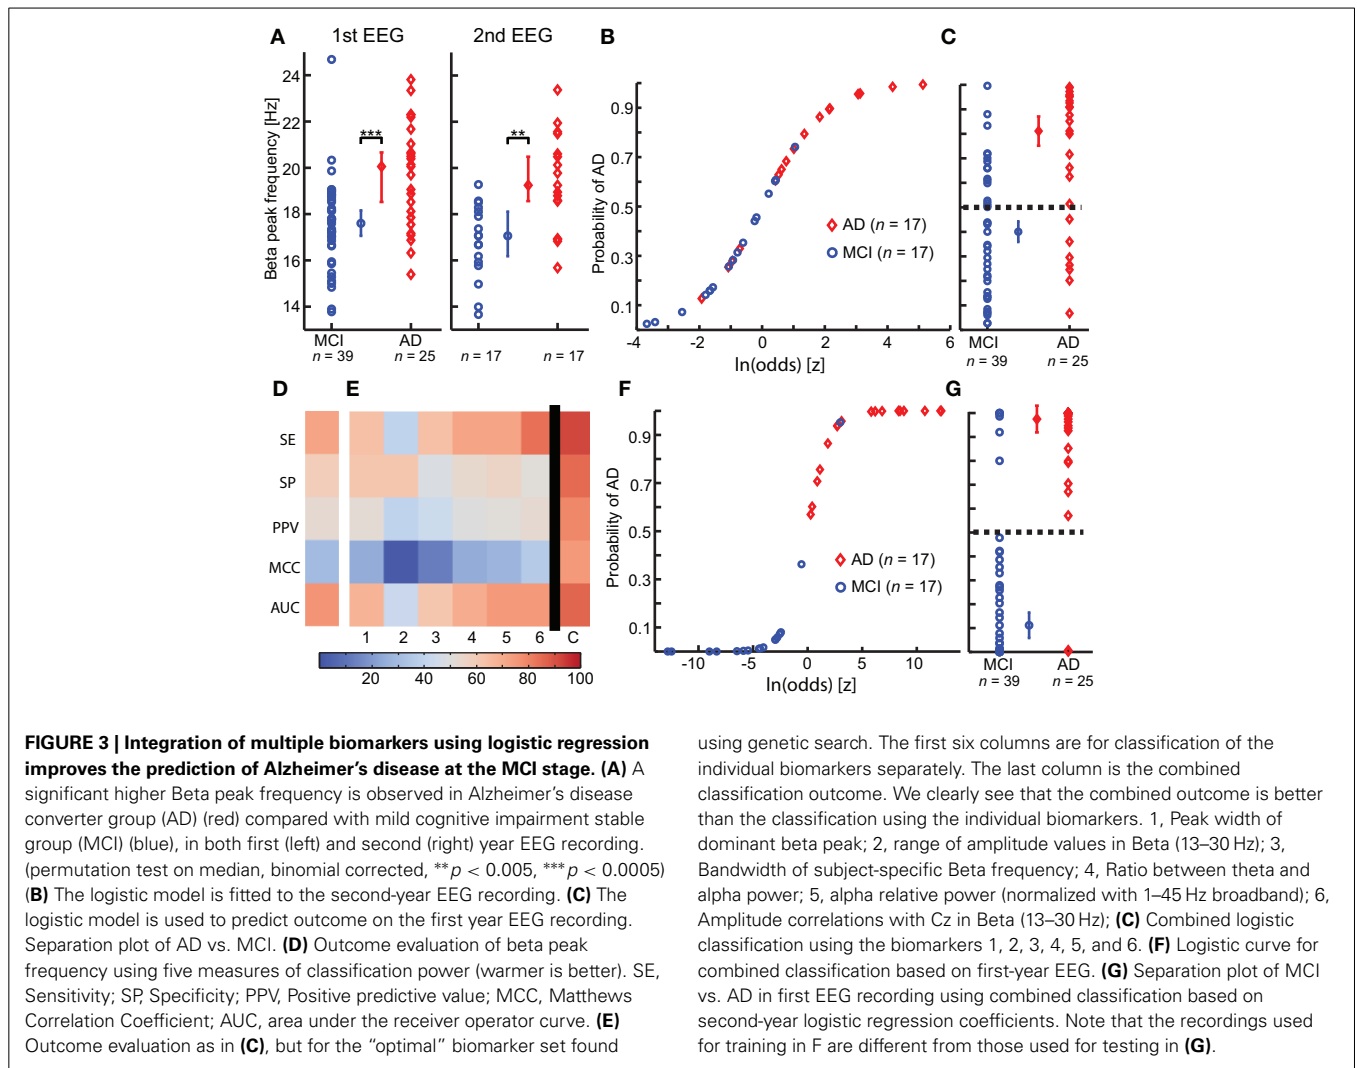 A 1st EEG 2nd EEG B C
24
22
20
18
16
14
Beta peak frequency [Hz]
*** **
MCI AD
n = 39 n = 25 n = 17 n = 17
0.9
0.7
0.5
0.3
0.1
Probability of AD
AD (n = 17)
MCI (n = 17)
-4 -2 0 2 4 6
ln(odds) [z]
MCI AD
n = 39 n = 25
D E F G
SE
SP
PPV
MCC
AUC
1 2 3 4 5 6 C
20 40 60 80 100
0.9
0.7
0.5
0.3
0.1
Probability of AD
AD (n = 17)
MCI (n = 17)
-10 -5 0 5 10
ln(odds) [z]
MCI AD
n = 39 n = 25
FIGURE 3 | Integration of multiple biomarkers using logistic regression
improves the prediction of Alzheimer's disease at the MCI stage. (A) A
significant higher Beta peak frequency is observed in Alzheimer's disease
converter group (AD) (red) compared with mild cognitive impairment stable
group (MCI) (blue), in both first (left) and second (right) year EEG recording.
(permutation test on median, binomial corrected, **p < 0.005, ***p < 0.0005)
(B) The logistic model is fitted to the second-year EEG recording. (C) The
logistic model is used to predict outcome on the first year EEG recording.
Separation plot of AD vs. MCI. (D) Outcome evaluation of beta peak
frequency using five measures of classification power (warmer is better). SE,
Sensitivity; SP, Specificity; PPV, Positive predictive value; MCC, Matthews
Correlation Coefficient; AUC, area under the receiver operator curve. (E)
Outcome evaluation as in (C), but for the "optimal" biomarker set found
using genetic search. The first six columns are for classification of the
individual biomarkers separately. The last column is the combined
classification outcome. We clearly see that the combined outcome is better
than the classification using the individual biomarkers. 1, Peak width of
dominant beta peak; 2, range of amplitude values in Beta (13–30 Hz); 3,
Bandwidth of subject-specific Beta frequency; 4, Ratio between theta and
alpha power; 5, alpha relative power (normalized with 1–45 Hz broadband); 6,
Amplitude correlations with Cz in Beta (13–30 Hz); (C) Combined logistic
classification using the biomarkers 1, 2, 3, 4, 5, and 6. (F) Logistic curve for
combined classification based on first-year EEG. (G) Separation plot of MCI
vs. AD in first EEG recording using combined classification based on
second-year logistic regression coefficients. Note that the recordings used
for training in F are different from those used for testing in (G).